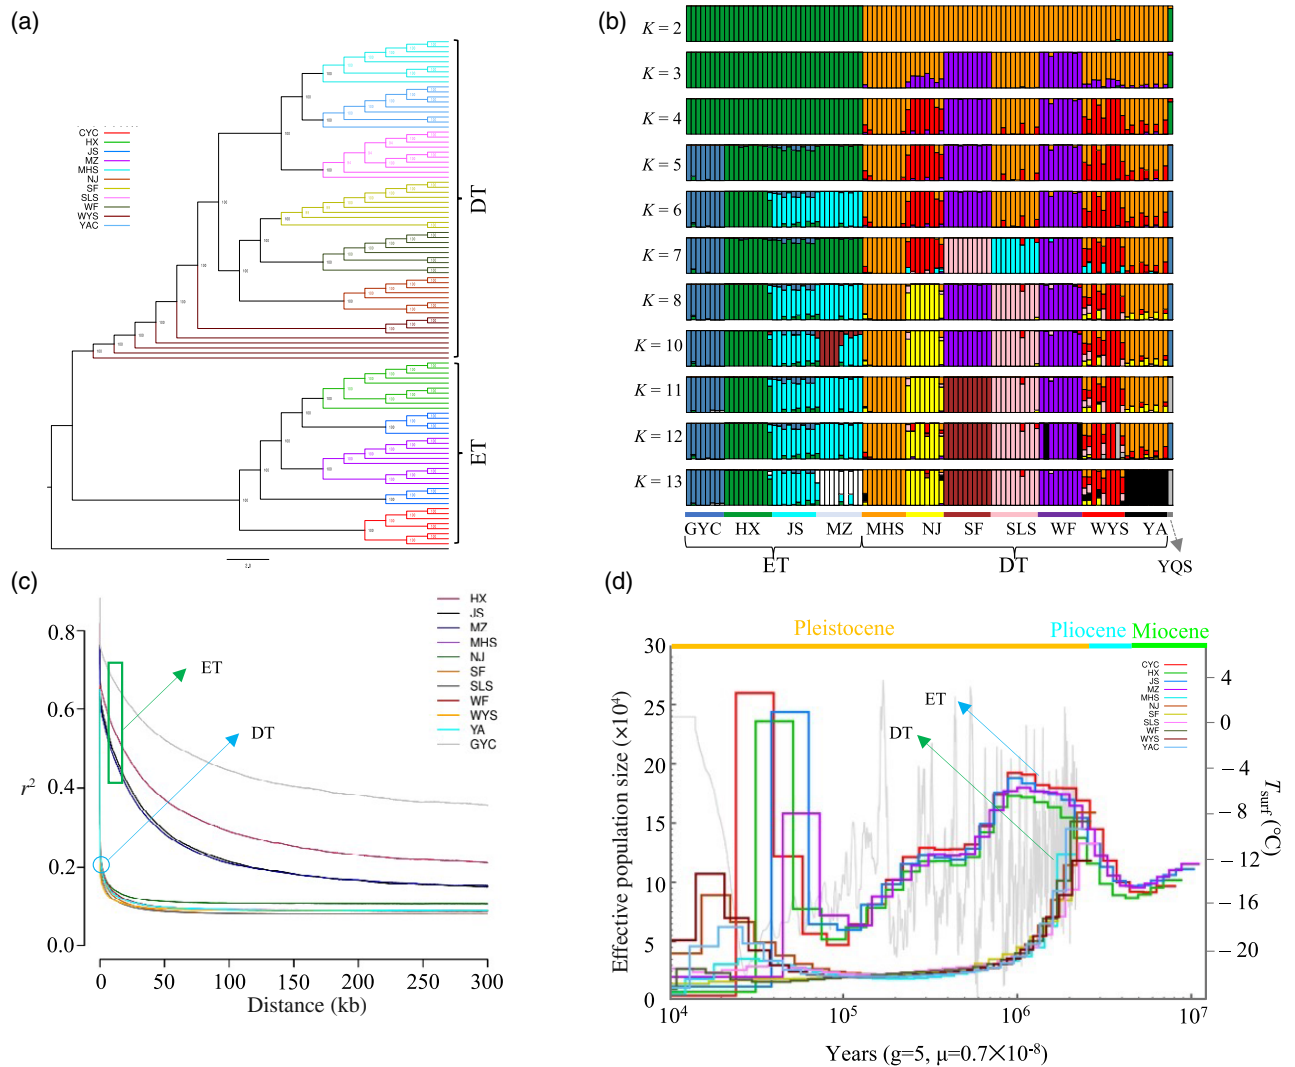 (a)
CYC
HX
JS
MZ
MHS
NJ
SF
SLS
WF
WYS
YAC
DT
ET
(b)
K = 2
K = 3
K = 4
K = 5
K = 6
K = 7
K = 8
K = 10
K = 11
K = 12
K = 13
GYC HX JS MZ MHS NJ SF SLS WF WYS YA
ET DT YQS
(c)
0.8
0.6
0.4
0.2
0.0
r²
ET
DT
HX
JS
MZ
MHS
NJ
SF
SLS
WF
WYS
YA
GYC
0 50 100 150 200 250 300
Distance (kb)
(d)
Pleistocene Pliocene Miocene
30
25
20
15
10
5
0
Effective population size (×10⁴)
ET
DT
CYC
HX
JS
MZ
MHS
NJ
SF
SLS
WF
WYS
YAC
4
0
−4
−8
−12
−16
−20
Tsurf (°C)
10⁴ 10⁵ 10⁶ 10⁷
Years (g=5, μ=0.7×10⁻⁸)